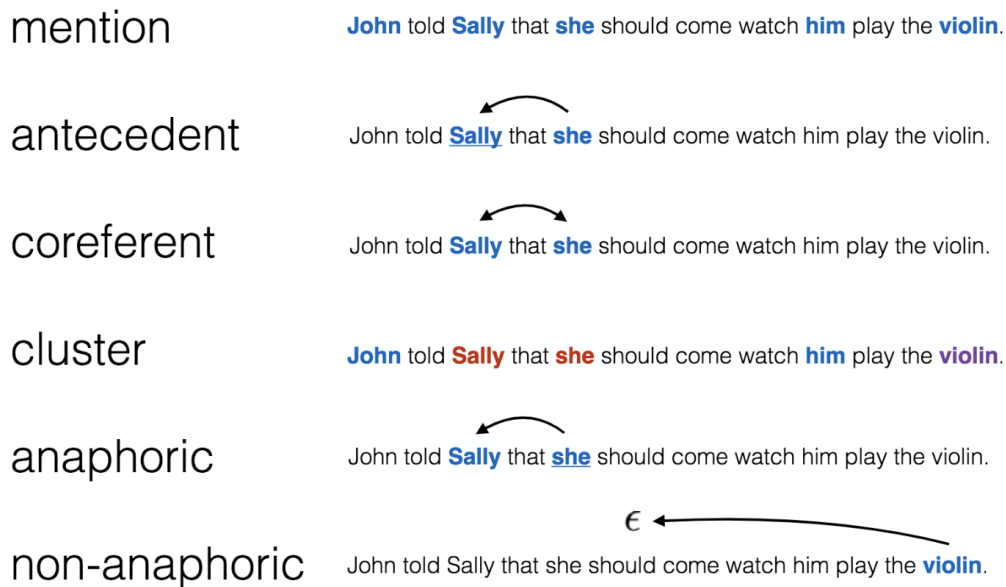 mention John told Sally that she should come watch him play the violin.
antecedent John told Sally that she should come watch him play the violin.
coreferent John told Sally that she should come watch him play the violin.
cluster John told Sally that she should come watch him play the violin.
anaphoric John told Sally that she should come watch him play the violin.
ϵ
non-anaphoric John told Sally that she should come watch him play the violin.